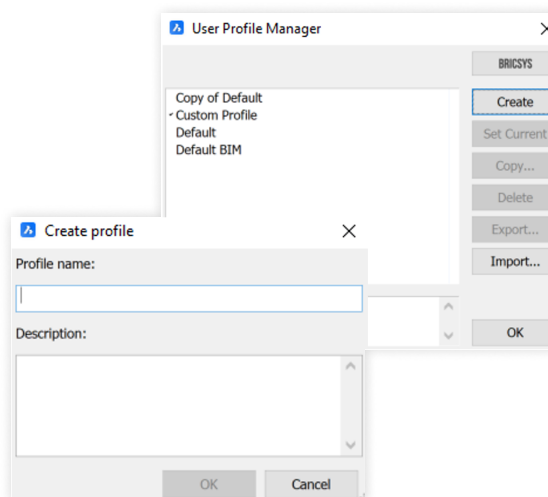 User Profile Manager
BRICSYS
Copy of Default
Custom Profile
Default
Default BIM
Create
Set Current
Copy...
Delete
Export...
Import...
OK
Create profile
Profile name:
Description:
OK
Cancel